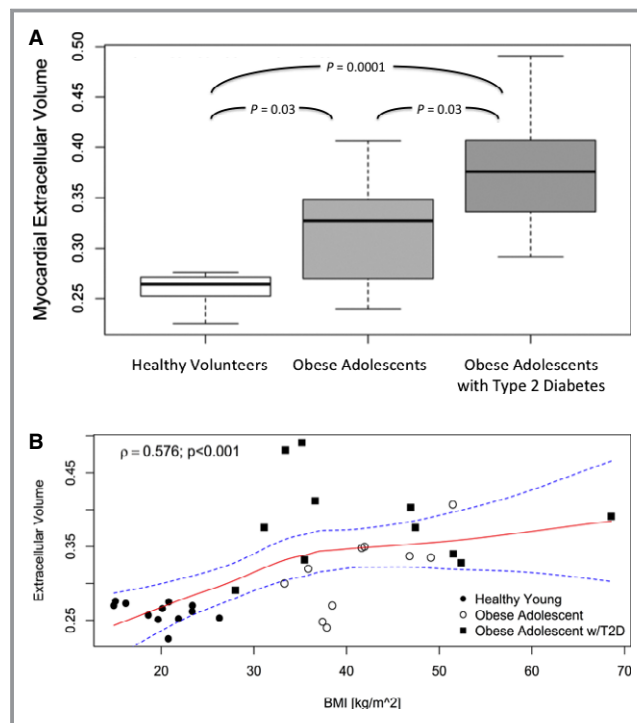 A
Myocardial Extracellular Volume
0.50
0.45
0.40
0.35
0.30
0.25
P = 0.0001
P = 0.03
P = 0.03
Healthy Volunteers
Obese Adolescents
Obese Adolescents
with Type 2 Diabetes
B
Extracellular Volume
0.45
0.35
0.25
ρ = 0.576; p<0.001
Healthy Young
Obese Adolescent
Obese Adolescent w/T2D
20
30
40
50
60
70
BMI [kg/m^2]